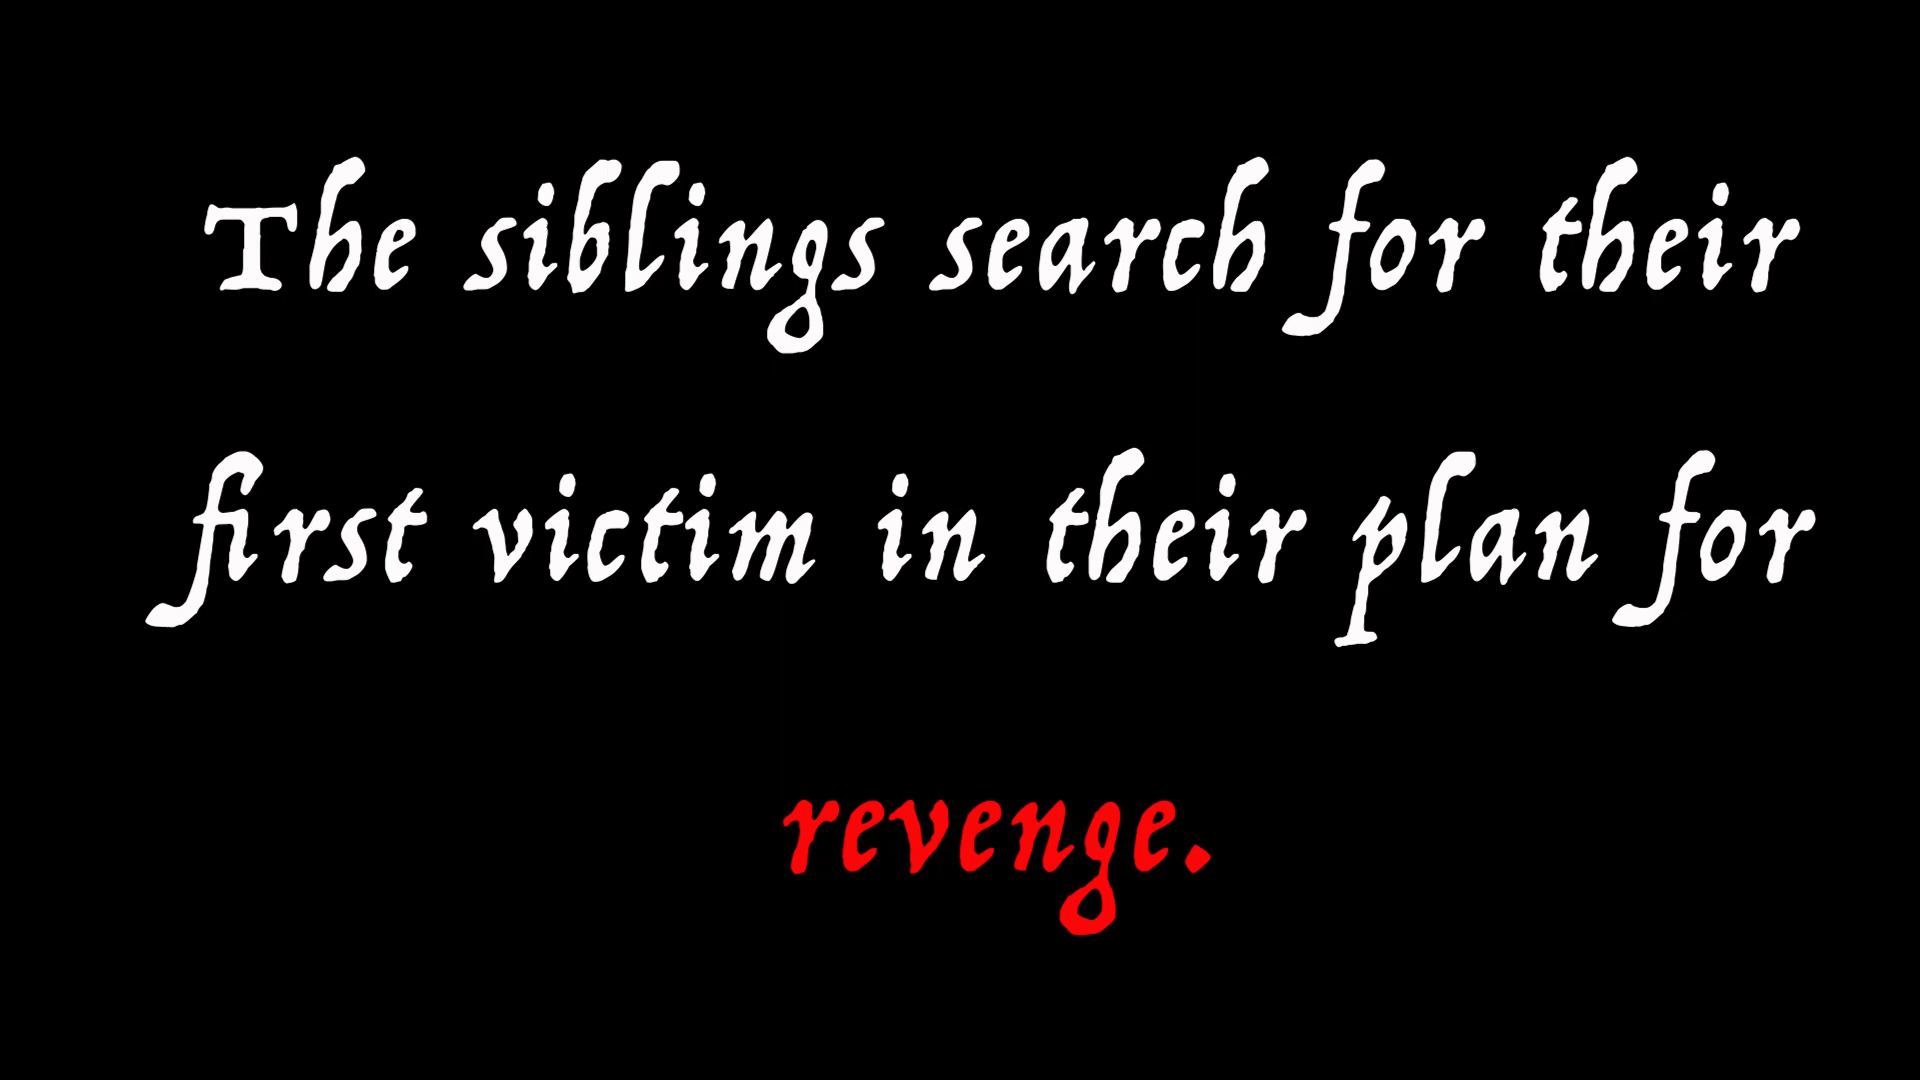 The siblings search for their
first victim in their plan for
revenge.